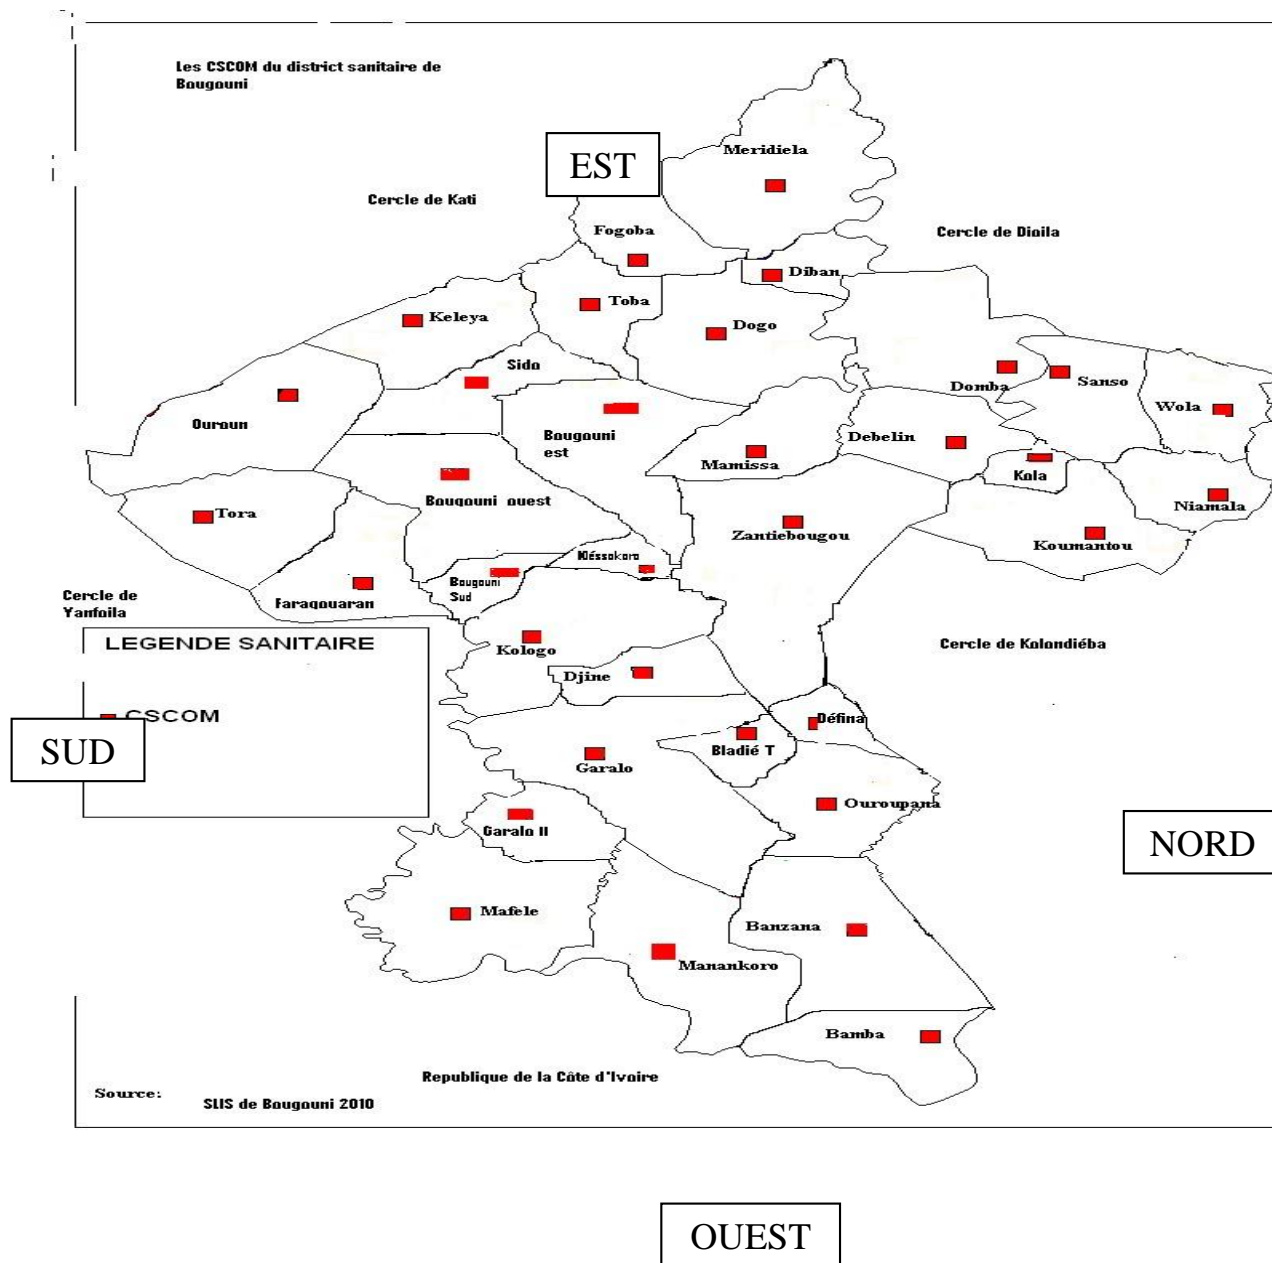 Les CSCOM du district sanitaire de
Bougouni
EST
Meridiela
Cercle de Kati
Fogoba
Cercle de Dioila
Diban
Toba
Keleya
Dogo
Sido
Domba
Sanso
Wola
Ouroun
Bougouni
est
Debelin
Mamissa
Kola
Bougouni ouest
Niamala
Tora
Zantiebougou
Koumantou
Kléssokoro
Bougouni
Sud
Faragouaran
Cercle de
Yanfoila
LEGENDE SANITAIRE
Kologo
Cercle de Kolondiéba
Djine
CSCOM
Défina
SUD
Bladié T
Garalo
Ouroupana
Garalo II
NORD
Mafele
Banzana
Manankoro
Bamba
Republique de la Côte d'Ivoire
Source:
SLIS de Bougouni 2010
OUEST